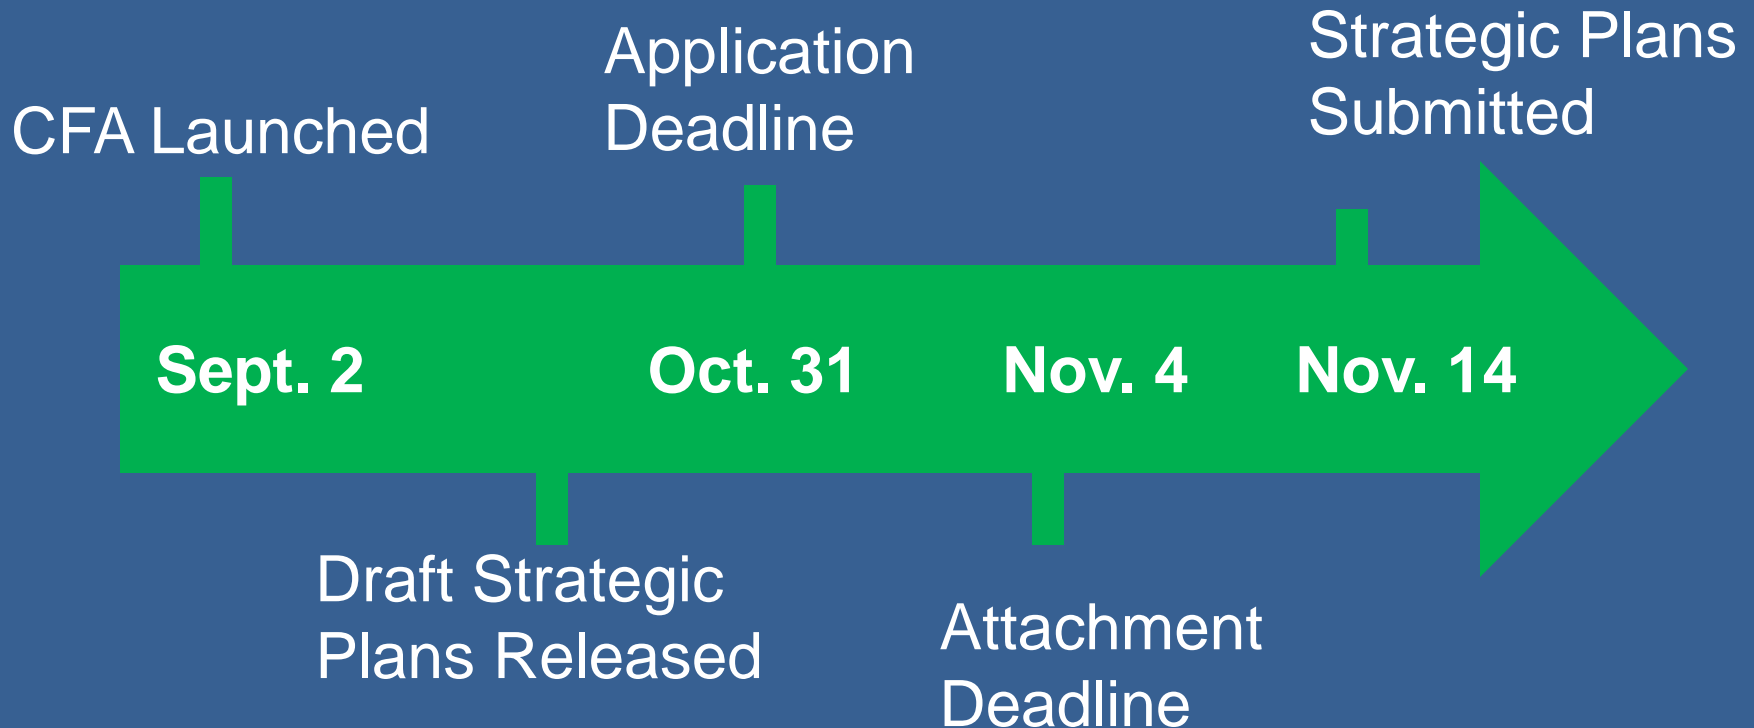 CFA Launched
Application
Deadline
Strategic Plans
Submitted
Sept. 2
Oct. 31
Nov. 4
Nov. 14
Draft Strategic
Plans Released
Attachment
Deadline